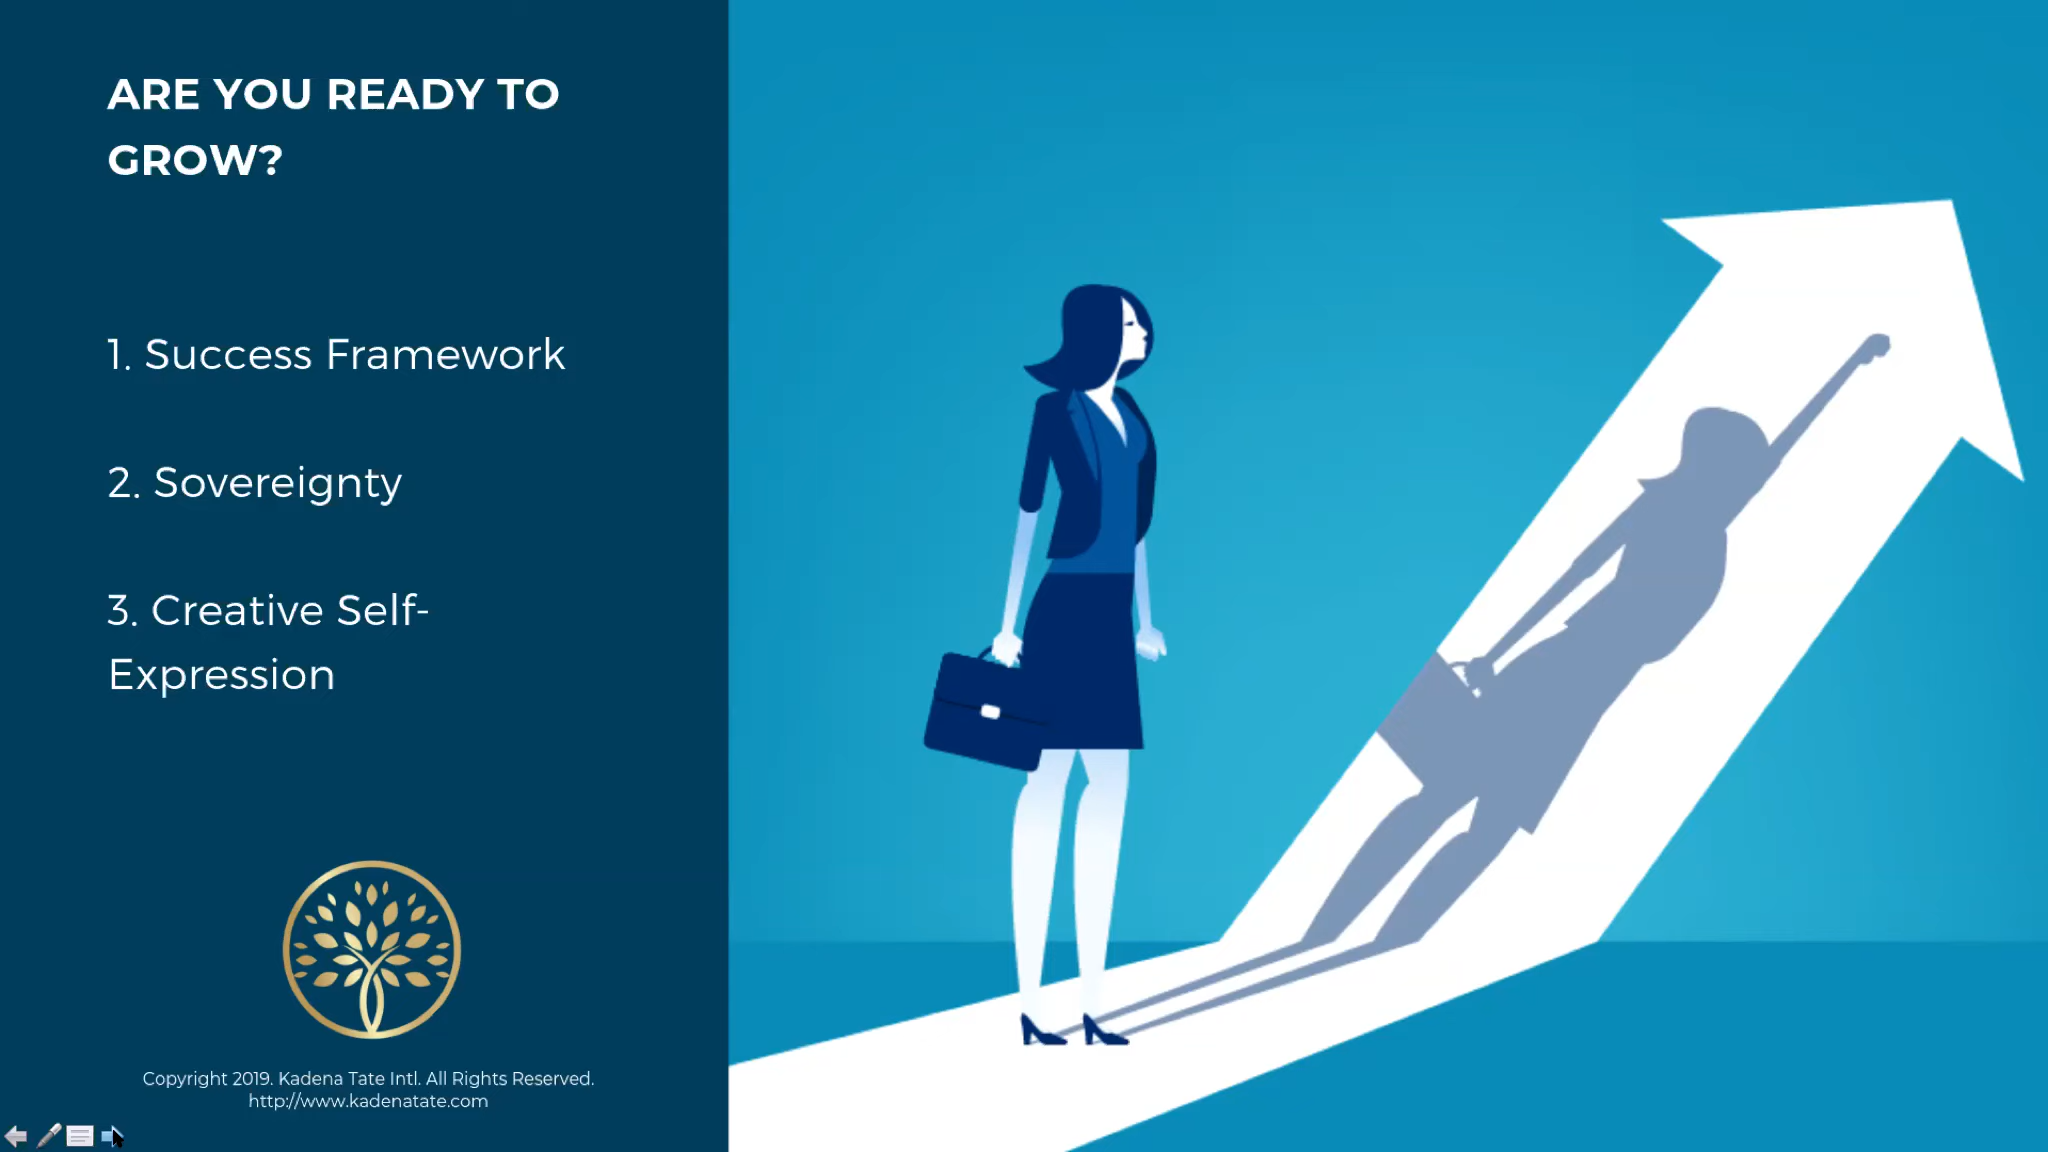 ARE YOU READY TO
GROW?
1. Success Framework
2. Sovereignty
3. Creative Self-
Expression
Copyright 2019. Kadena Tate Intl. All Rights Reserved.
http://www.kadenatate.com